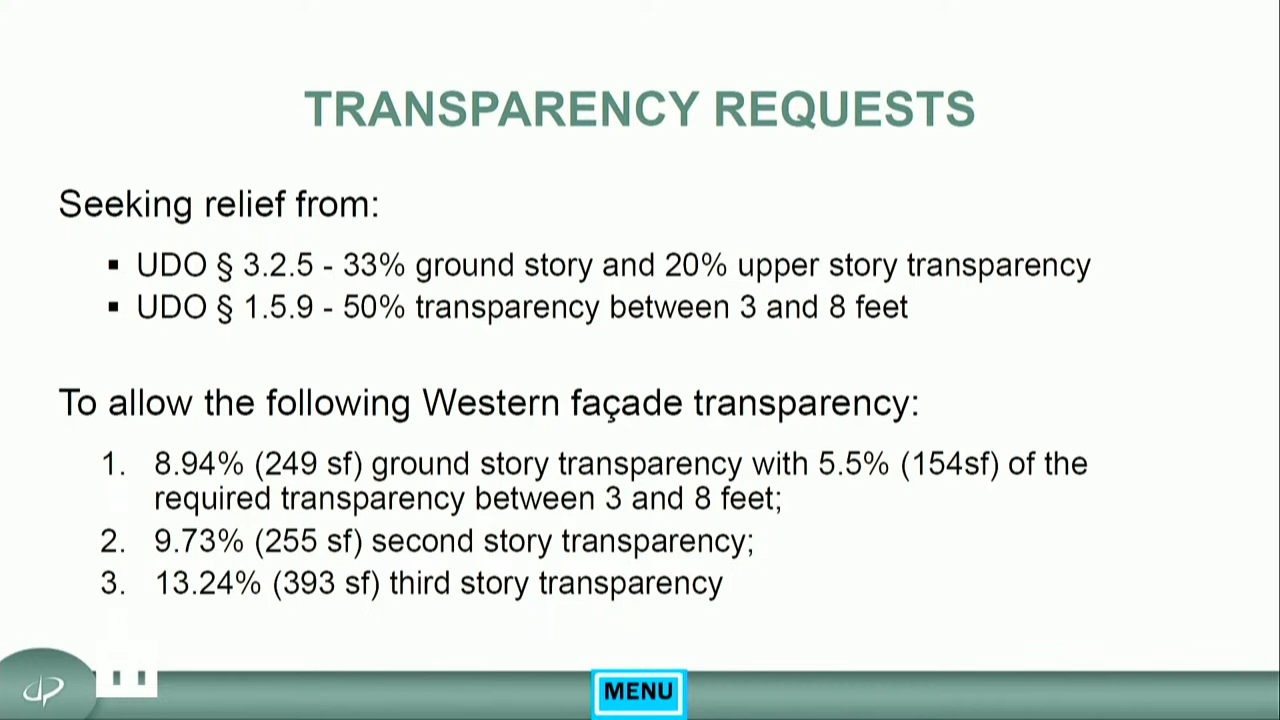 TRANSPARENCY REQUESTS
Seeking relief from:
▪ UDO § 3.2.5 - 33% ground story and 20% upper story transparency
▪ UDO § 1.5.9 - 50% transparency between 3 and 8 feet
To allow the following Western façade transparency:
1. 8.94% (249 sf) ground story transparency with 5.5% (154sf) of the
required transparency between 3 and 8 feet;
2. 9.73% (255 sf) second story transparency;
3. 13.24% (393 sf) third story transparency
MENU